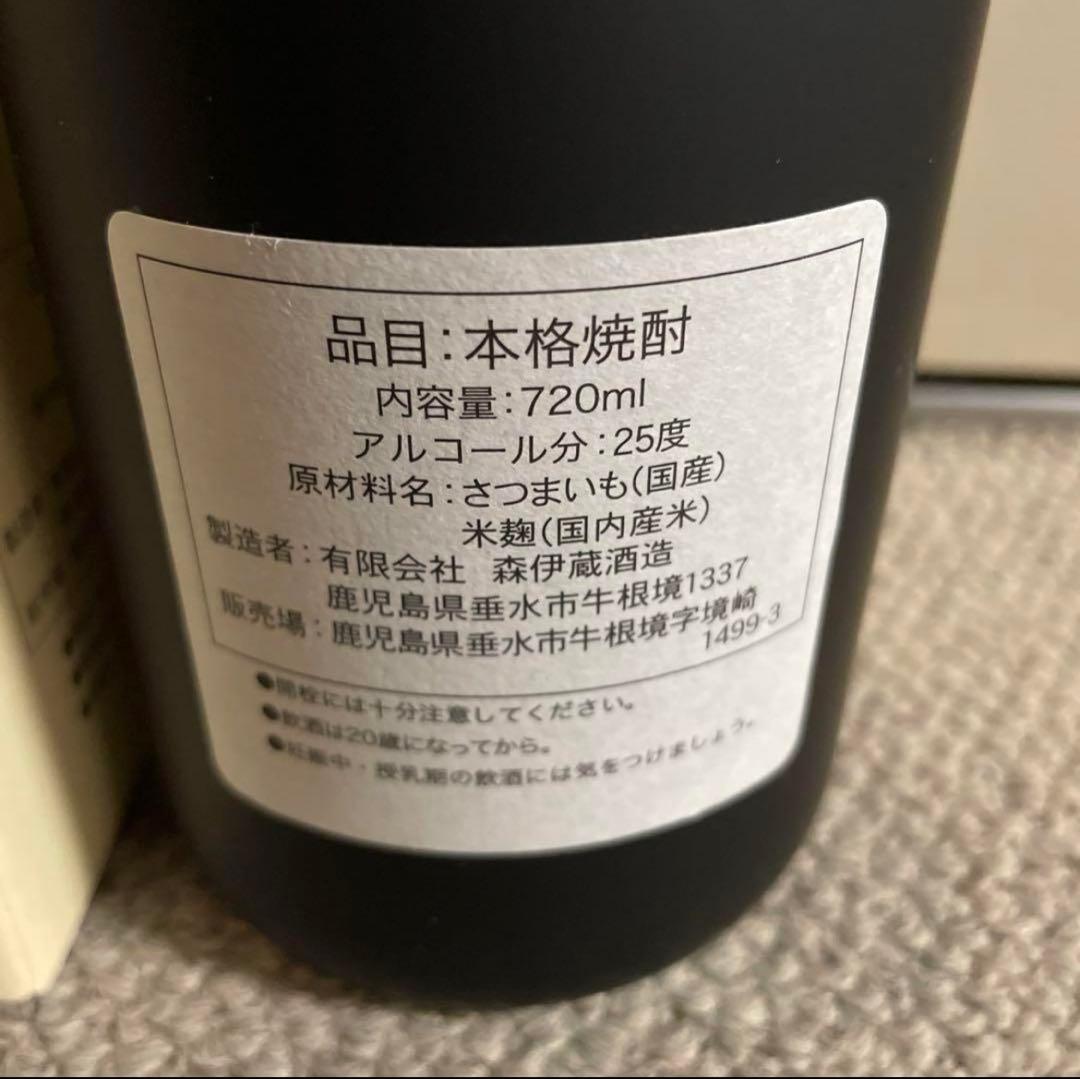 品目:本格焼酎
内容量:720ml
アルコール分:25度
原材料名:さつまいも(国産)
米麹(国内産米)
製造者:有限会社 森伊蔵酒造
鹿児島県垂水市牛根境1337
販売場:鹿児島県垂水市牛根境字境崎
1499-3
●開栓には十分注意してください。
●飲酒は20歳になってから。
●妊娠中・授乳期の飲酒には気をつけましょう。